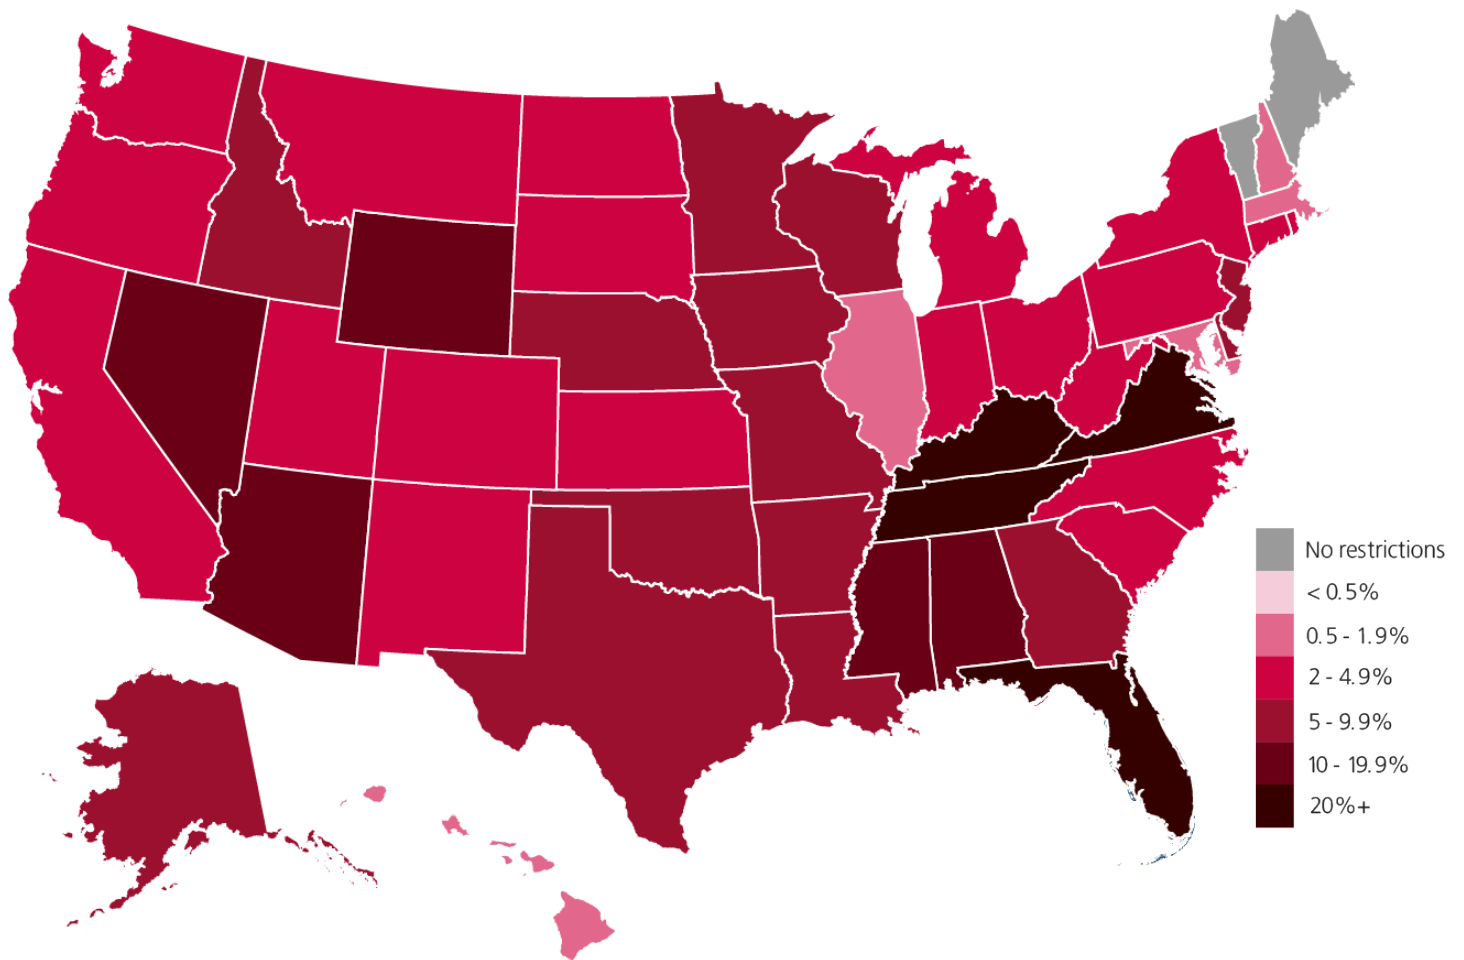 No restrictions
< 0.5%
0.5 - 1.9%
2 - 4.9%
5 - 9.9%
10 - 19.9%
20%+